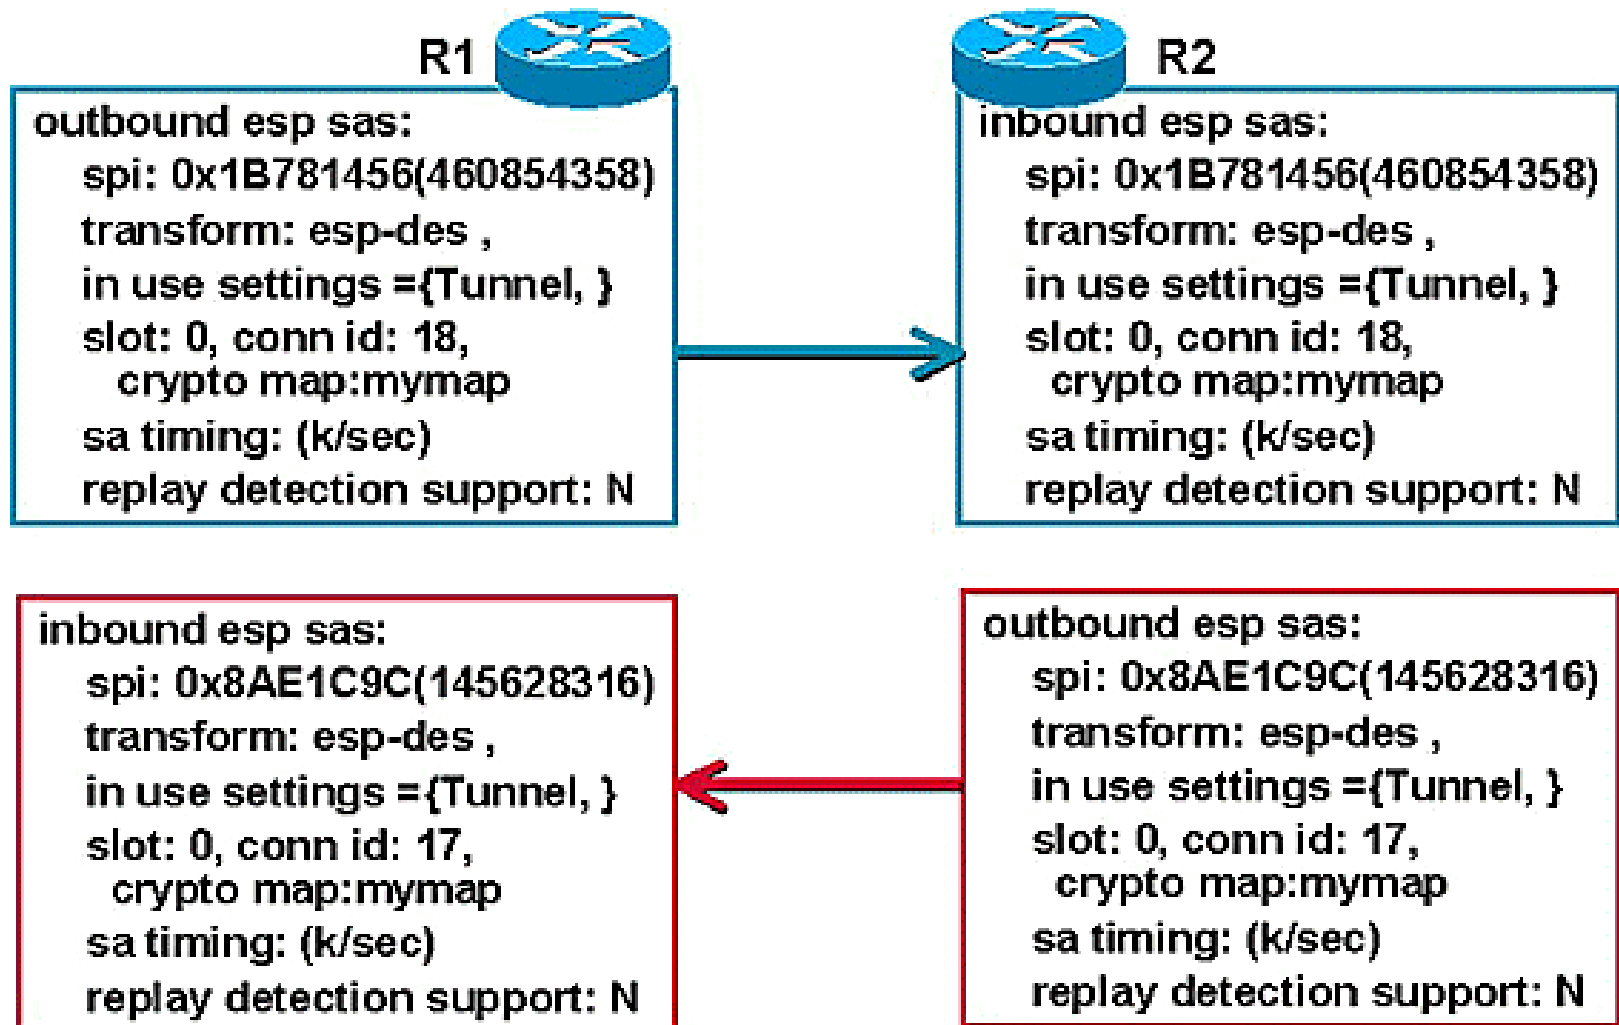 R1
outbound esp sas:
spi: 0x1B781456(460854358)
transform: esp-des ,
in use settings ={Tunnel, }
slot: 0, conn id: 18,
crypto map:mymap
sa timing: (k/sec)
replay detection support: N
R2
inbound esp sas:
spi: 0x1B781456(460854358)
transform: esp-des ,
in use settings ={Tunnel, }
slot: 0, conn id: 18,
crypto map:mymap
sa timing: (k/sec)
replay detection support: N
inbound esp sas:
spi: 0x8AE1C9C(145628316)
transform: esp-des ,
in use settings ={Tunnel, }
slot: 0, conn id: 17,
crypto map:mymap
sa timing: (k/sec)
replay detection support: N
outbound esp sas:
spi: 0x8AE1C9C(145628316)
transform: esp-des ,
in use settings ={Tunnel, }
slot: 0, conn id: 17,
crypto map:mymap
sa timing: (k/sec)
replay detection support: N